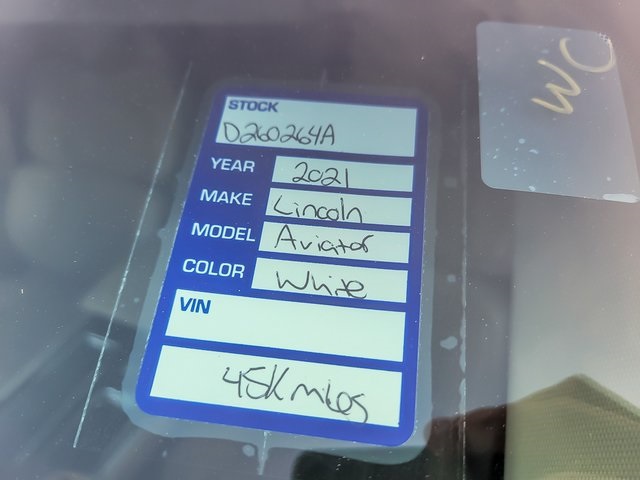 STOCK
D260264A
YEAR 2021
MAKE Lincoln
MODEL Aviator
COLOR White
VIN
45K miles
WC